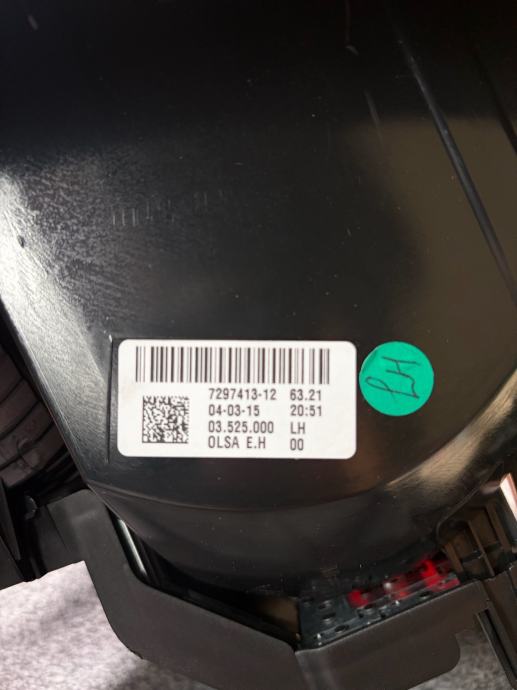 7297413-12 63.21
04-03-15 20:51
03.525.000 LH
OLSA E.H 00
LH